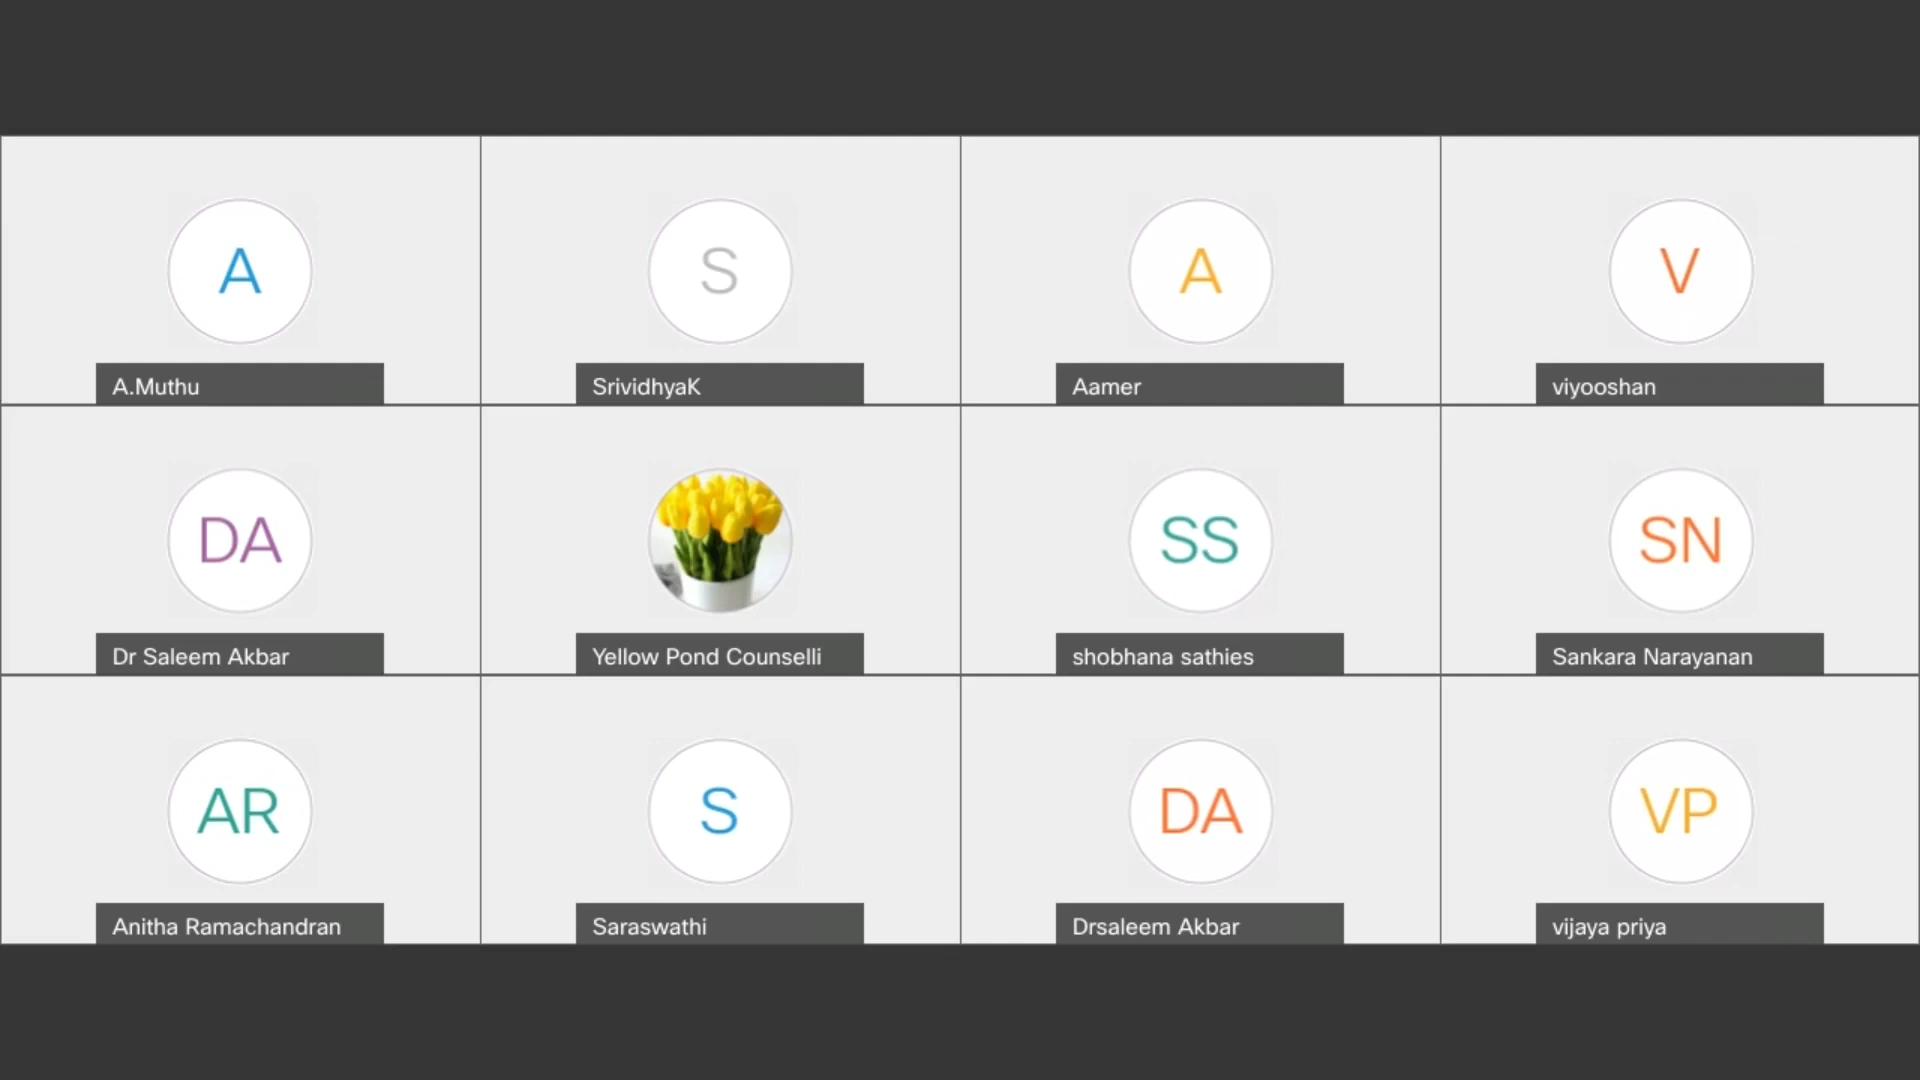 A
S
A
V
A.Muthu
SrividhyaK
Aamer
viyooshan
DA
SS
SN
Dr Saleem Akbar
Yellow Pond Counselli
shobhana sathies
Sankara Narayanan
AR
S
DA
VP
Anitha Ramachandran
Saraswathi
Drsaleem Akbar
vijaya priya